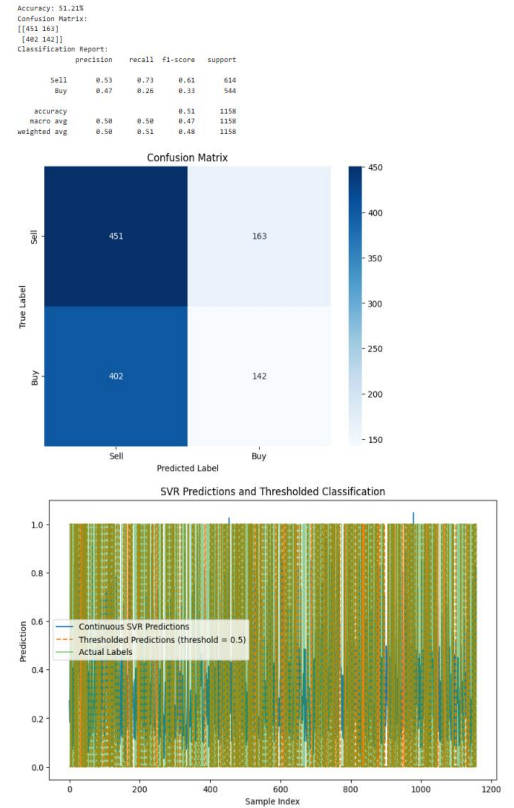 Accuracy: 51.21%
Confusion Matrix:
[[451 163]
[402 142]]
Classification Report:
precision recall f1-score support
Sell 0.53 0.73 0.61 614
Buy 0.47 0.26 0.33 544
accuracy 0.51 1158
macro avg 0.50 0.50 0.47 1158
weighted avg 0.50 0.51 0.48 1158
Confusion Matrix
451 163
402 142
Sell
Buy
True Label
Sell Buy
Predicted Label
450
400
350
300
250
200
150
SVR Predictions and Thresholded Classification
1.0
0.8
0.6
0.4
0.2
0.0
Prediction
Continuous SVR Predictions
Thresholded Predictions (threshold = 0.5)
Actual Labels
0 200 400 600 800 1000 1200
Sample Index